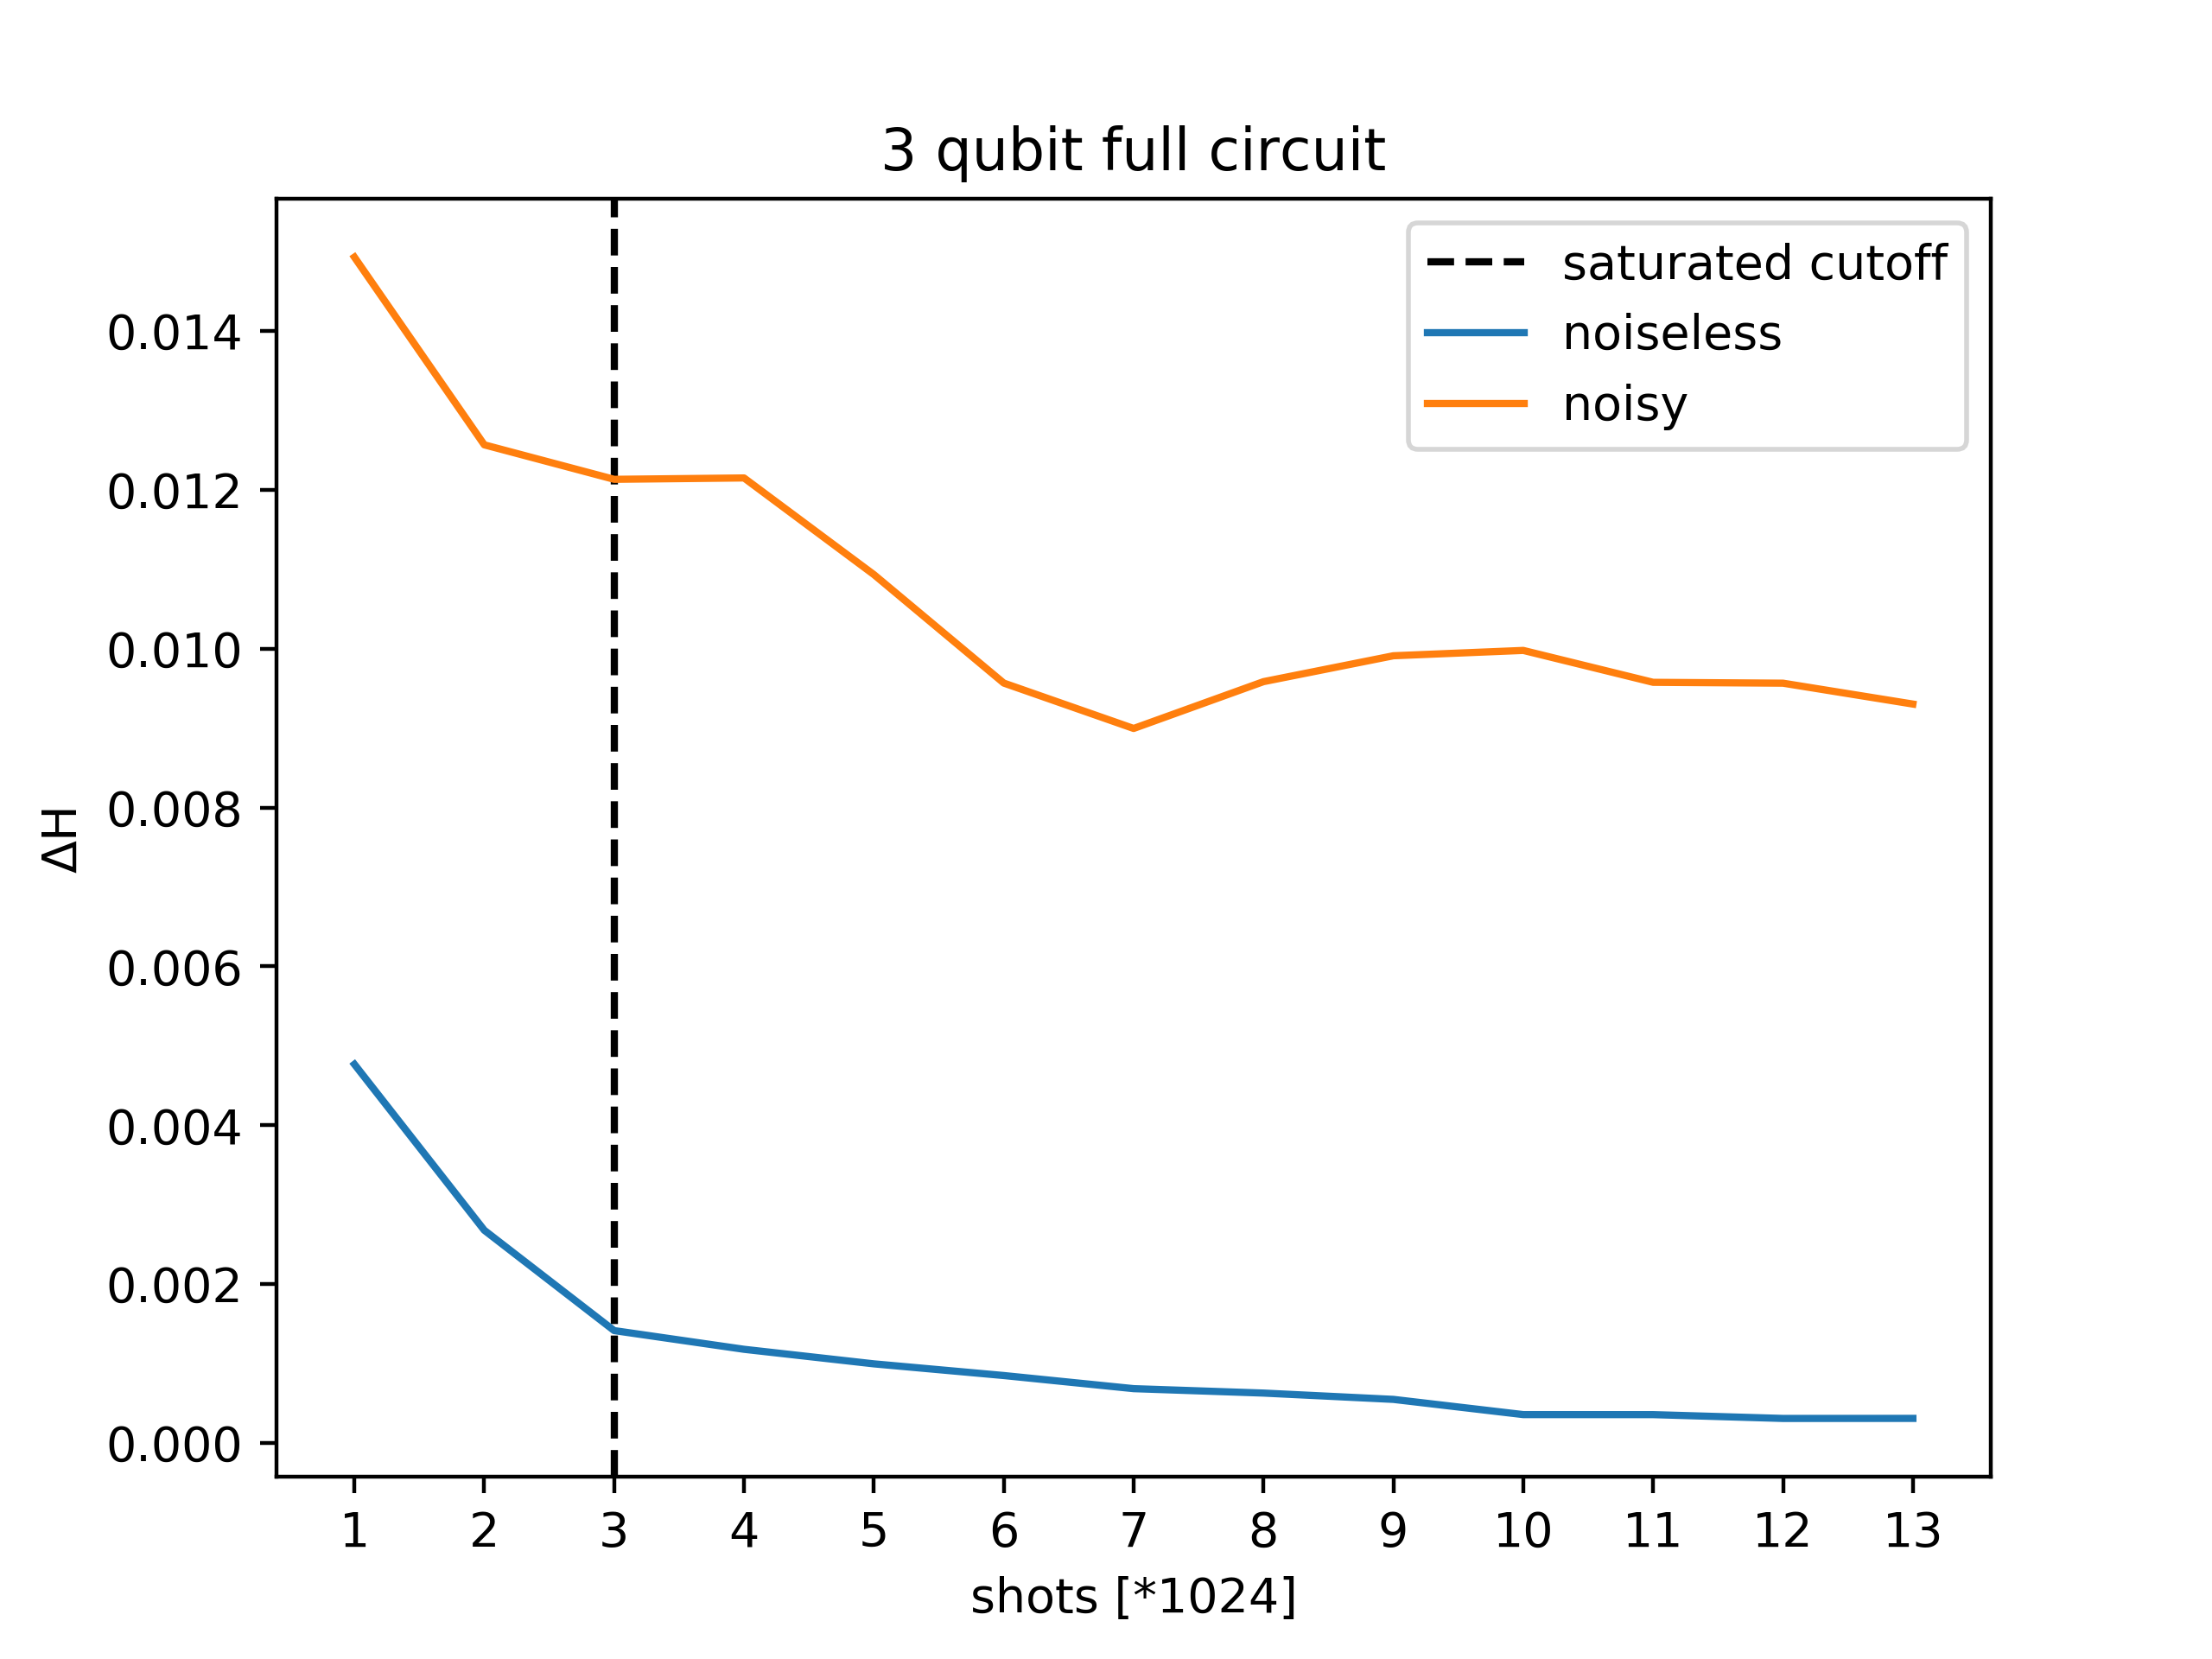 3 qubit full circuit
saturated cutoff
noiseless
noisy
0.014
0.012
0.010
0.008
0.006
0.004
0.002
0.000
ΔH
1 2 3 4 5 6 7 8 9 10 11 12 13
shots [*1024]